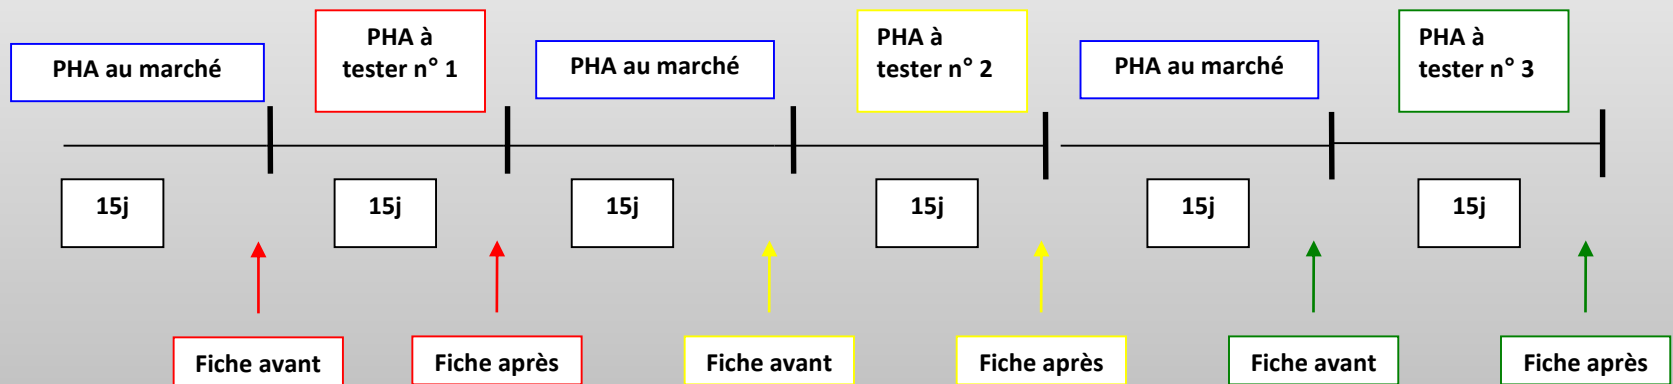 PHA au marché
PHA à
tester n° 1
PHA au marché
PHA à
tester n° 2
PHA au marché
PHA à
tester n° 3
15j
15j
15j
15j
15j
15j
Fiche avant
Fiche après
Fiche avant
Fiche après
Fiche avant
Fiche après